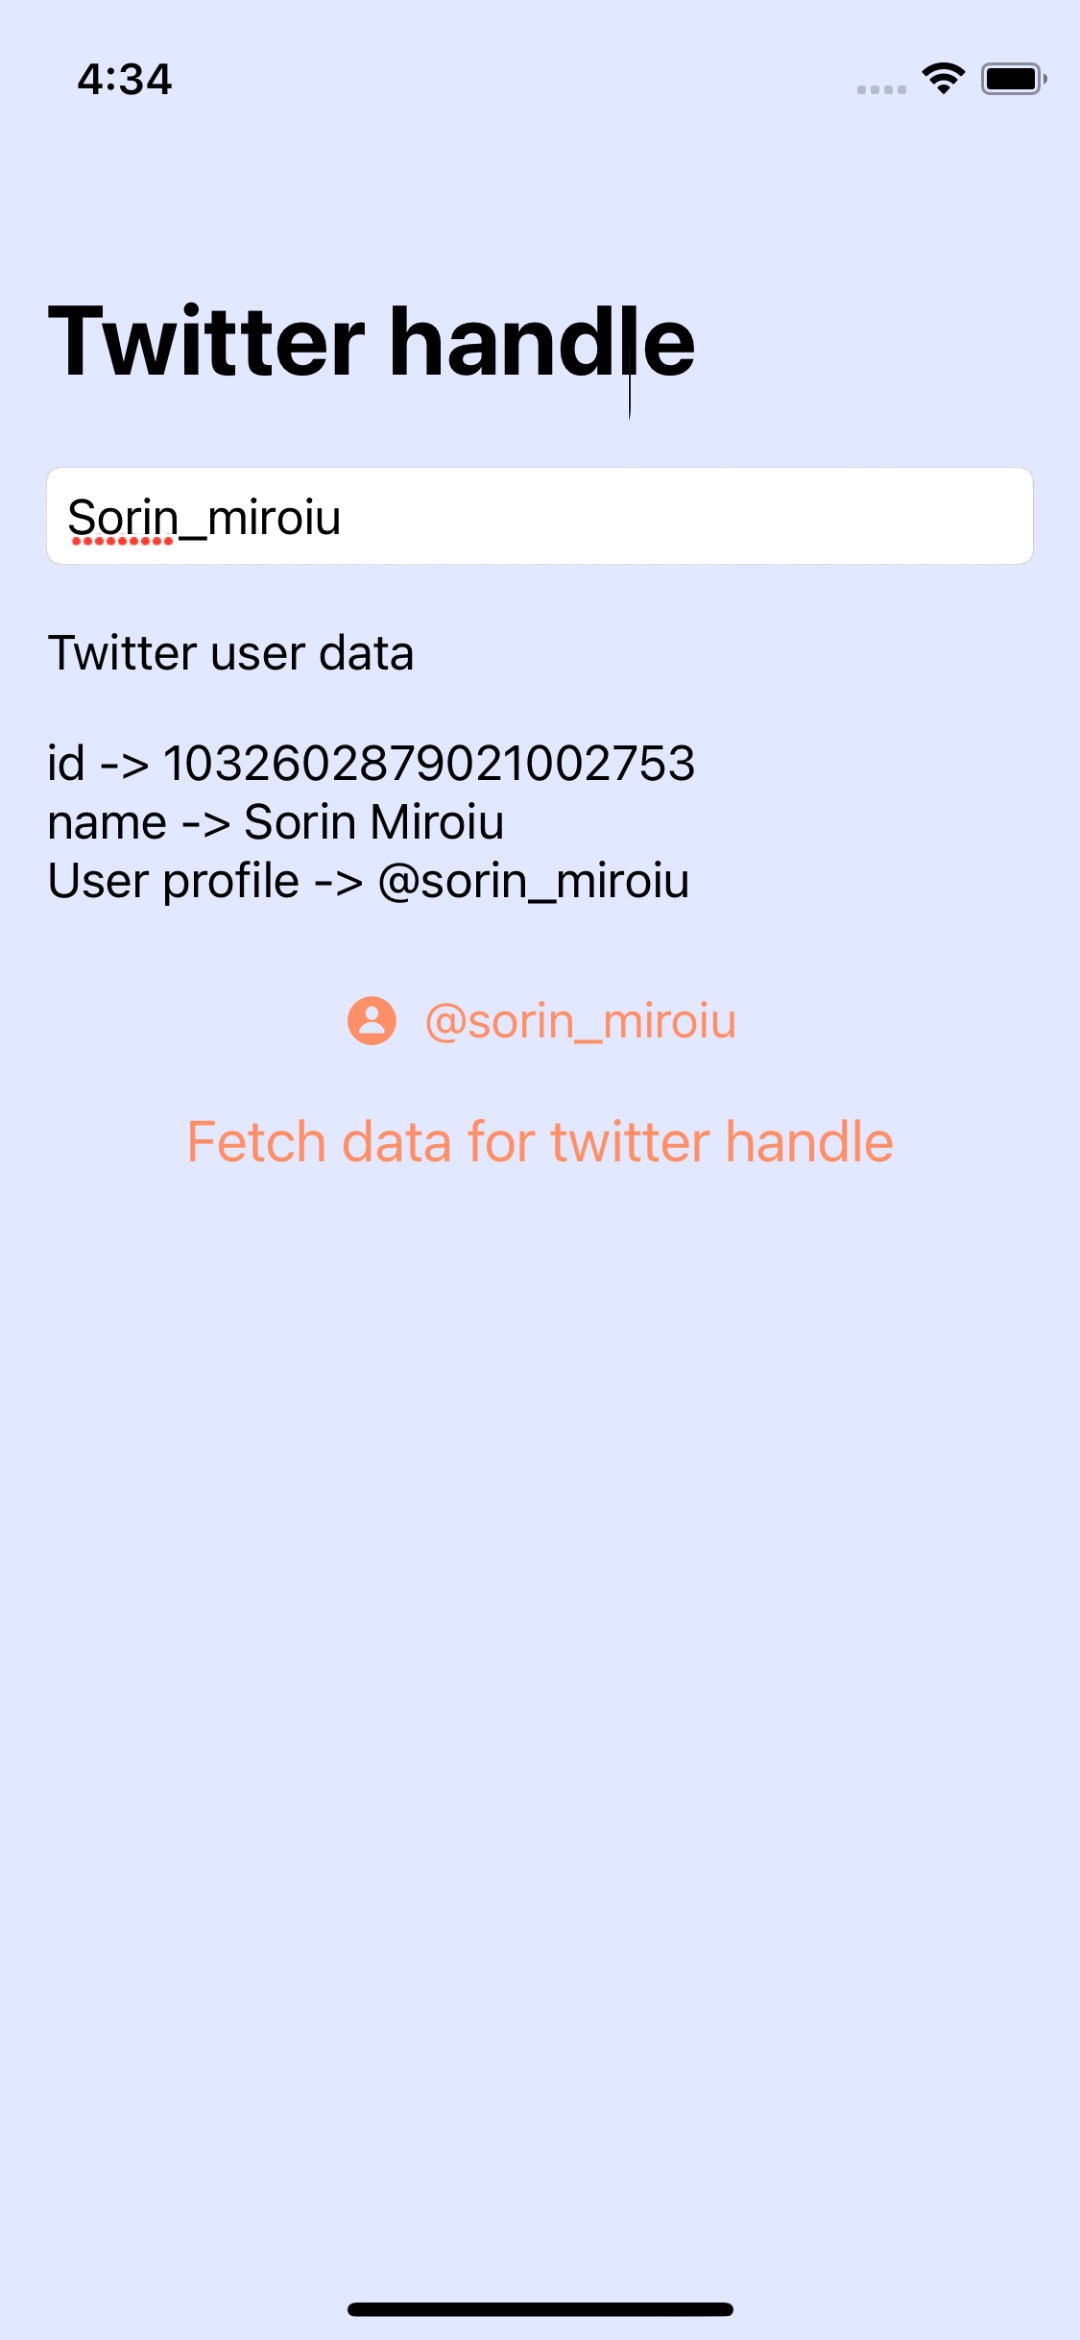 4:34
Twitter handle
Sorin_miroiu
Twitter user data
id -> 1032602879021002753
name -> Sorin Miroiu
User profile -> @sorin_miroiu
@sorin_miroiu
Fetch data for twitter handle